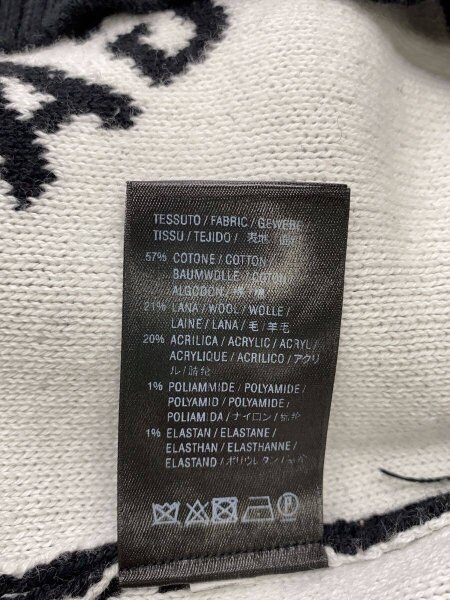 TESSUTO / FABRIC / GEWEBE
TISSU / TEJIDO / 表地
57% COTONE / COTTON
BAUMWOLLE / COTON /
ALGODON / 綿 / 棉
21% LANA / WOOL / WOLLE /
LAINE / LANA / 毛 / 羊毛
20% ACRILICA / ACRYLIC / ACRYL /
ACRYLIQUE / ACRILICO / アクリ
ル / 腈纶
1% POLIAMMIDE / POLYAMIDE /
POLYAMID / POLYAMIDE /
POLIAMIDA / ナイロン / 锦纶
1% ELASTAN / ELASTANE /
ELASTHAN / ELASTHANNE /
ELASTAND / ポリウレタン /
P